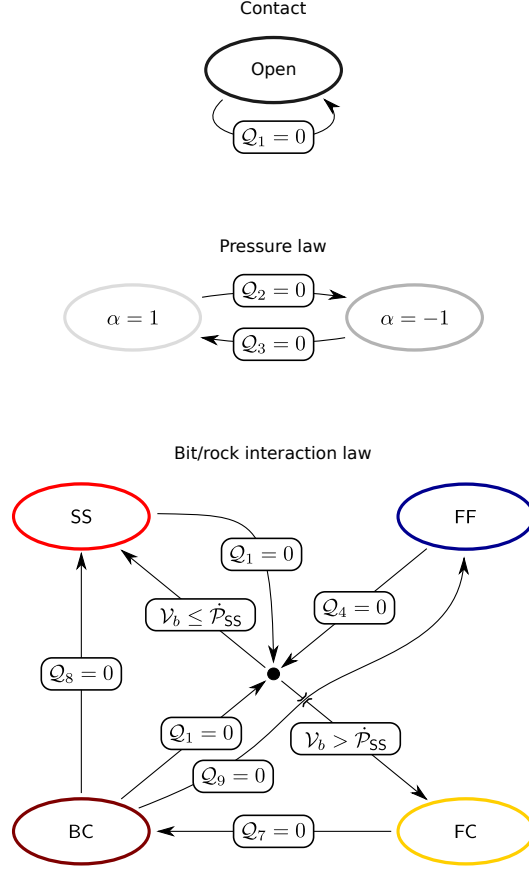 Contact
Open
𝒬₁ = 0
Pressure law
𝒬₂ = 0
α = 1
α = −1
𝒬₃ = 0
Bit/rock interaction law
SS
FF
𝒬₁ = 0
𝒱_b ≤ 𝒫̇_SS
𝒬₄ = 0
𝒬₈ = 0
𝒬₁ = 0
𝒱_b > 𝒫̇_SS
𝒬₉ = 0
BC
𝒬₇ = 0
FC